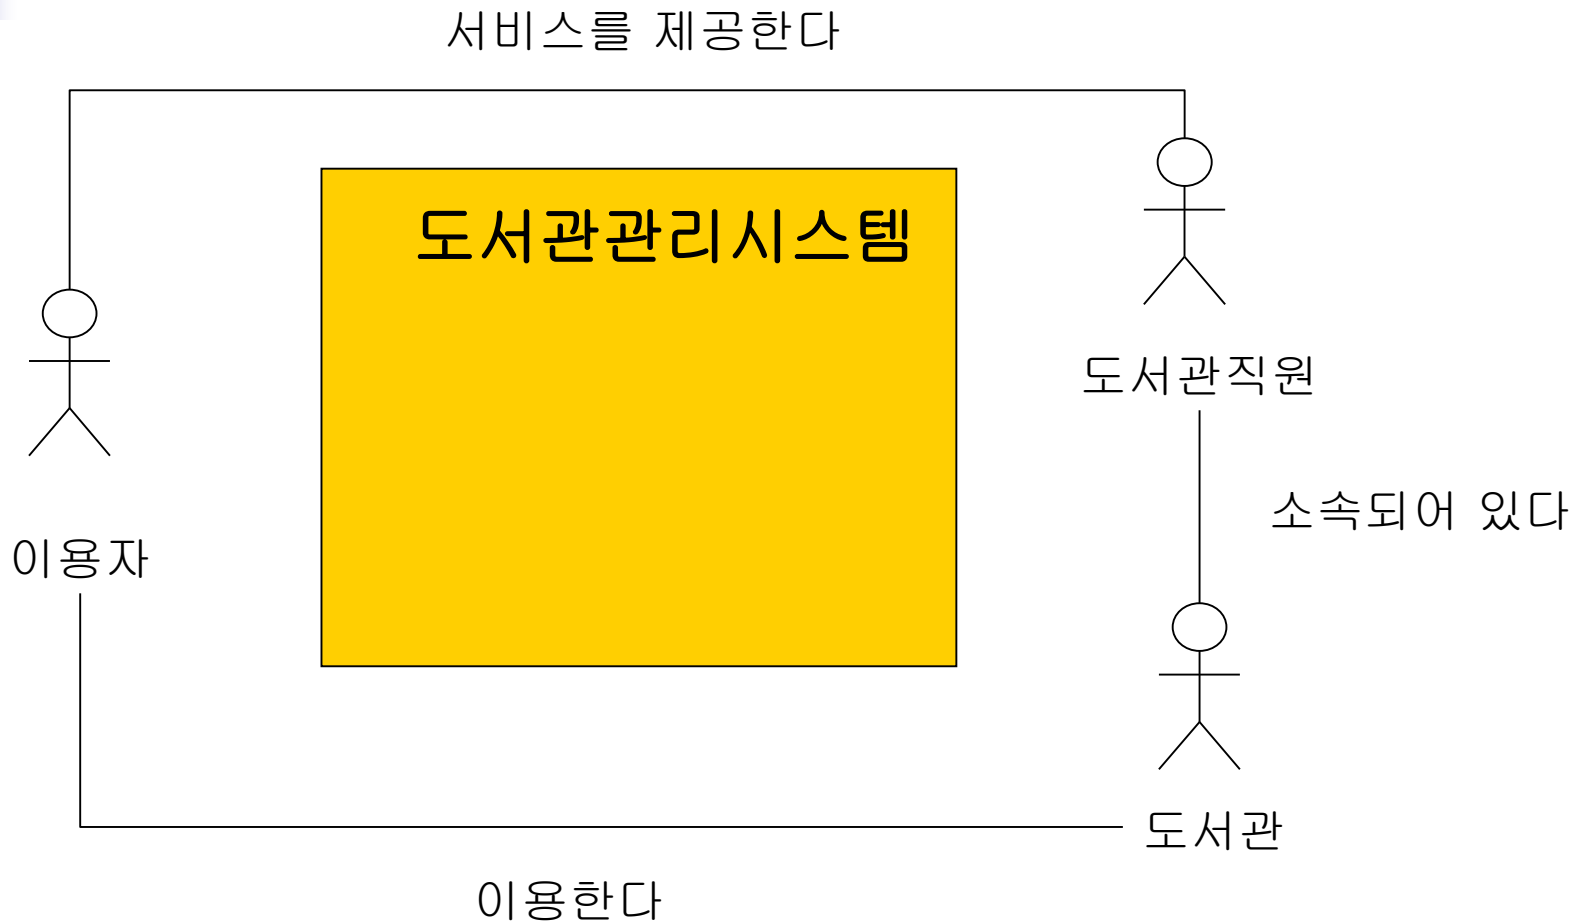 서비스를 제공한다
도서관관리시스템
도서관직원
소속되어 있다
이용자
도서관
이용한다